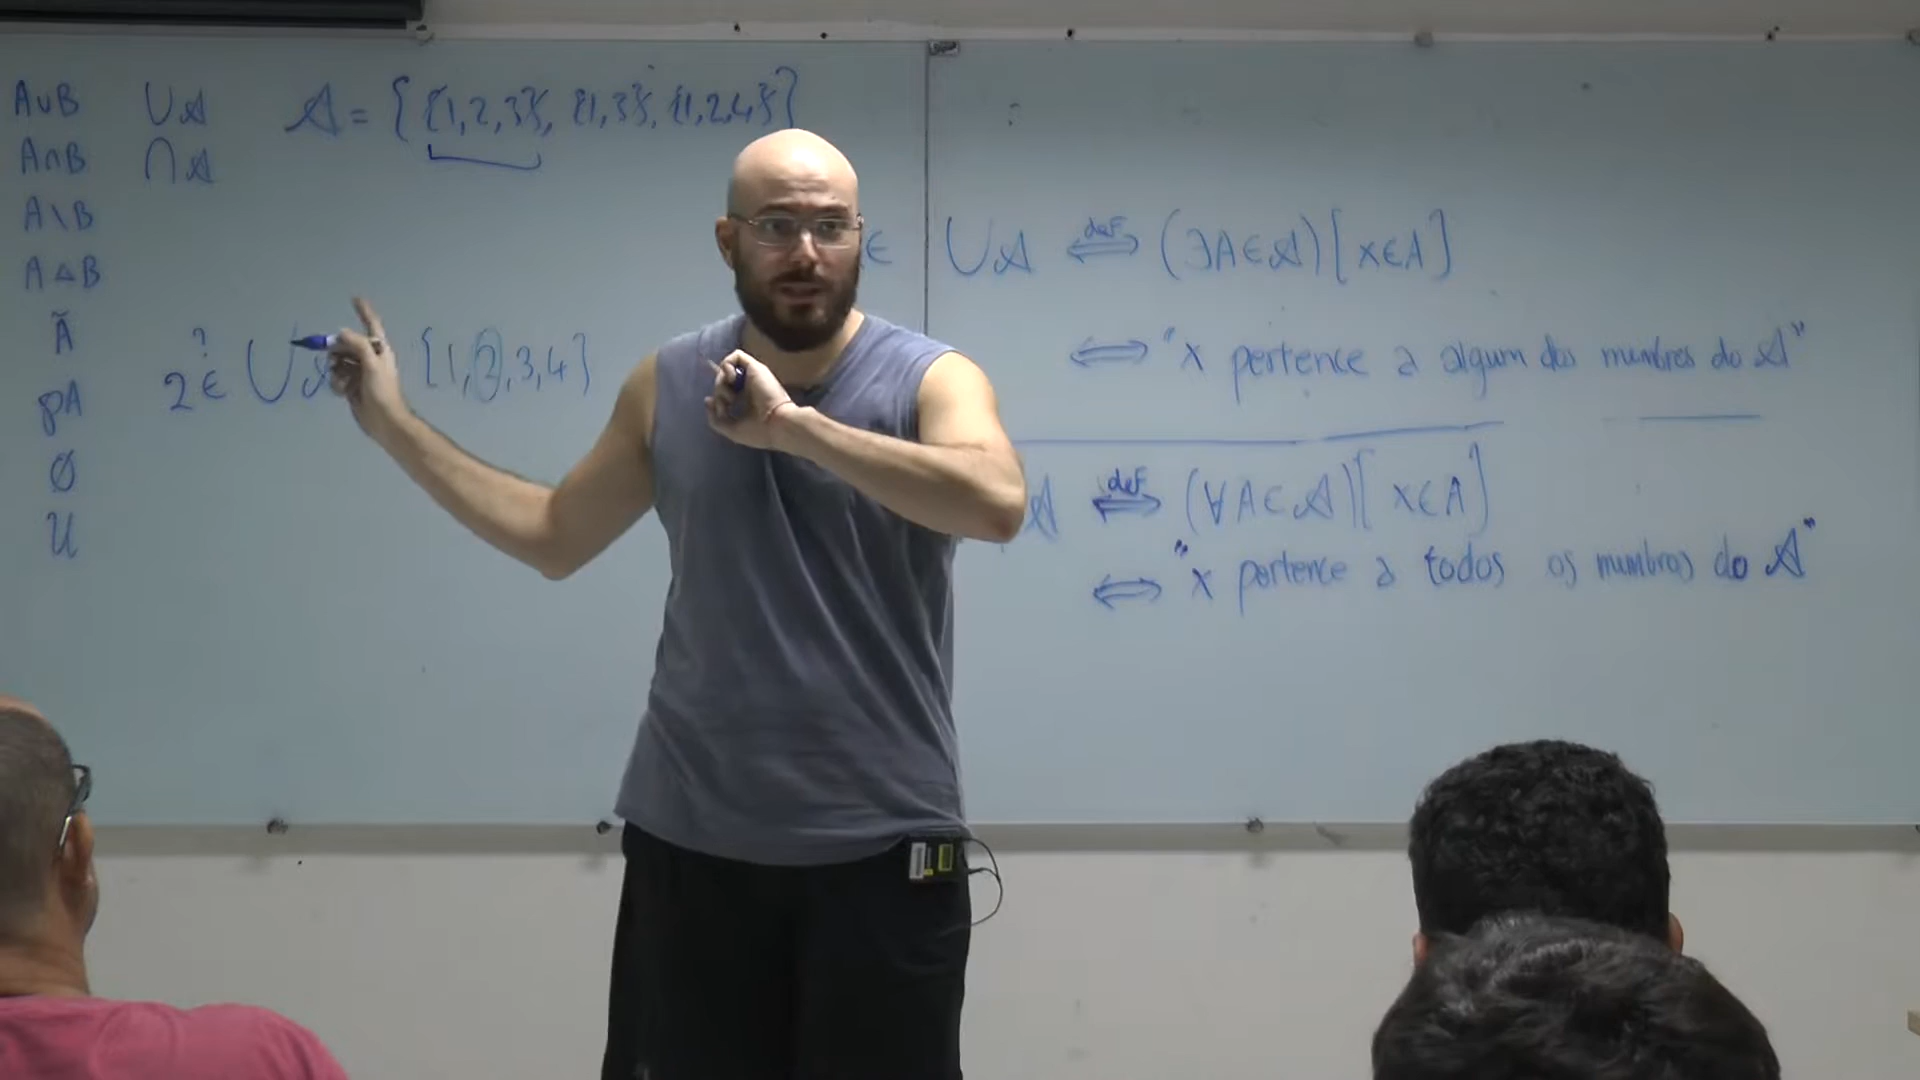 A∪B
A∩B
A\B
A△B
Ã
℘A
∅
𝒰
⋃𝒜
⋂𝒜
𝒜 = { {1,2,3}, {1,3}, {1,2,4} }
?
2 ∈ ⋃𝒜 {1,2,3,4}
∈ ⋃𝒜 ⇐def⇒ (∃A∈𝒜)[x∈A]
⇔ "x pertence a algum dos membros do 𝒜"
𝒜 ⇐def⇒ (∀A∈𝒜)[x∈A]
⇔ "x pertence a todos os membros do 𝒜"